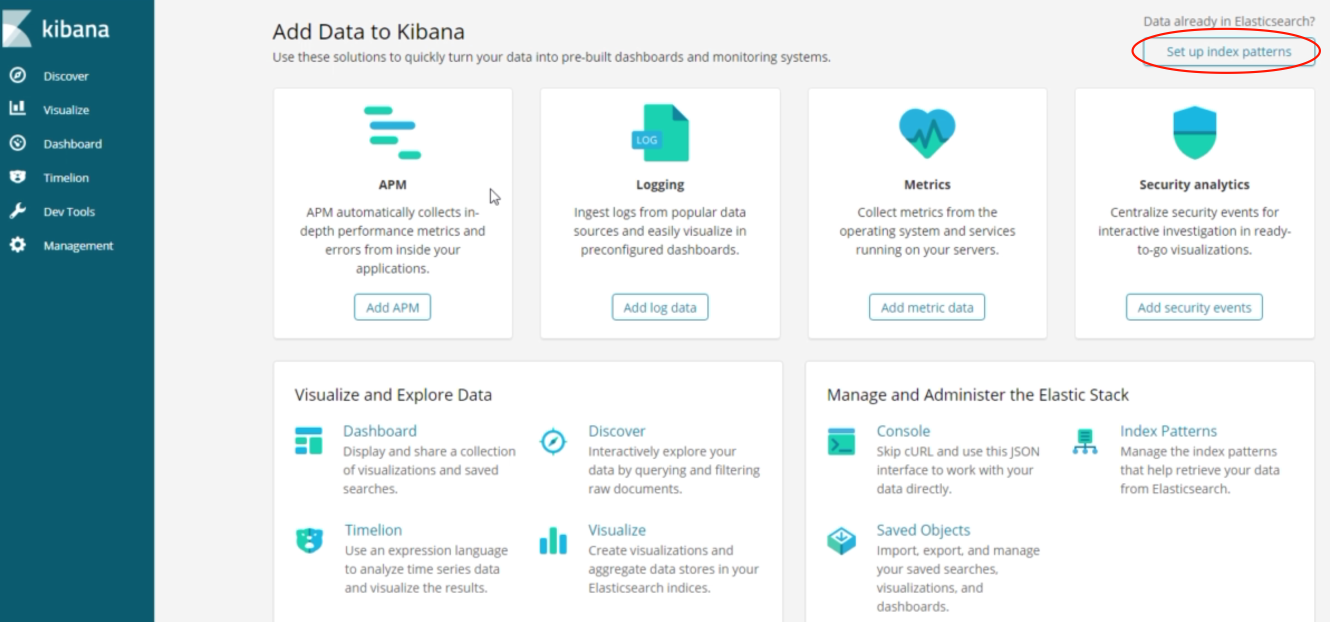 kibana
Discover
Visualize
Dashboard
Timelion
Dev Tools
Management
Add Data to Kibana
Use these solutions to quickly turn your data into pre-built dashboards and monitoring systems.
Data already in Elasticsearch?
Set up index patterns
APM
APM automatically collects in-
depth performance metrics and
errors from inside your
applications.
Add APM
LOG
Logging
Ingest logs from popular data
sources and easily visualize in
preconfigured dashboards.
Add log data
Metrics
Collect metrics from the
operating system and services
running on your servers.
Add metric data
Security analytics
Centralize security events for
interactive investigation in ready-
to-go visualizations.
Add security events
Visualize and Explore Data
Dashboard
Display and share a collection
of visualizations and saved
searches.
Discover
Interactively explore your
data by querying and filtering
raw documents.
Timelion
Use an expression language
to analyze time series data
and visualize the results.
Visualize
Create visualizations and
aggregate data stores in your
Elasticsearch indices.
Manage and Administer the Elastic Stack
Console
Skip cURL and use this JSON
interface to work with your
data directly.
Index Patterns
Manage the index patterns
that help retrieve your data
from Elasticsearch.
Saved Objects
Import, export, and manage
your saved searches,
visualizations, and
dashboards.